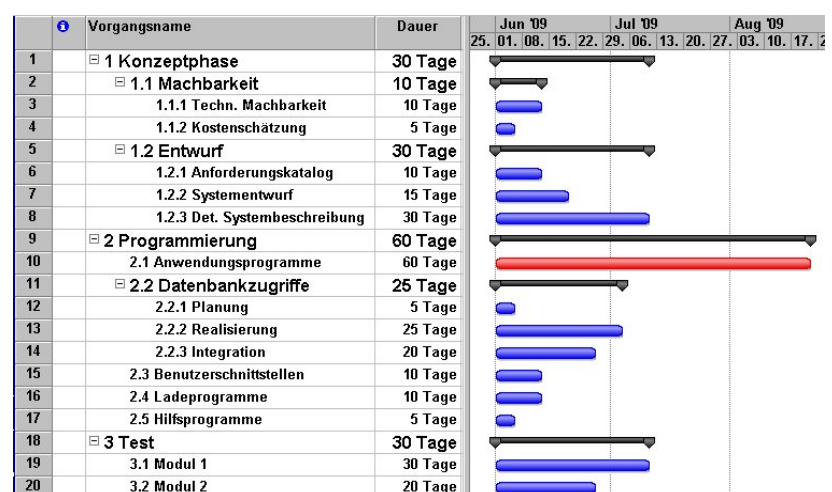 Vorgangsname Dauer Jun '09 Jul '09 Aug '09
25. 01. 08. 15. 22. 29. 06. 13. 20. 27. 03. 10. 17. 2
1 1 Konzeptphase 30 Tage
2 1.1 Machbarkeit 10 Tage
3 1.1.1 Techn. Machbarkeit 10 Tage
4 1.1.2 Kostenschätzung 5 Tage
5 1.2 Entwurf 30 Tage
6 1.2.1 Anforderungskatalog 10 Tage
7 1.2.2 Systementwurf 15 Tage
8 1.2.3 Det. Systembeschreibung 30 Tage
9 2 Programmierung 60 Tage
10 2.1 Anwendungsprogramme 60 Tage
11 2.2 Datenbankzugriffe 25 Tage
12 2.2.1 Planung 5 Tage
13 2.2.2 Realisierung 25 Tage
14 2.2.3 Integration 20 Tage
15 2.3 Benutzerschnittstellen 10 Tage
16 2.4 Ladeprogramme 10 Tage
17 2.5 Hilfsprogramme 5 Tage
18 3 Test 30 Tage
19 3.1 Modul 1 30 Tage
20 3.2 Modul 2 20 Tage